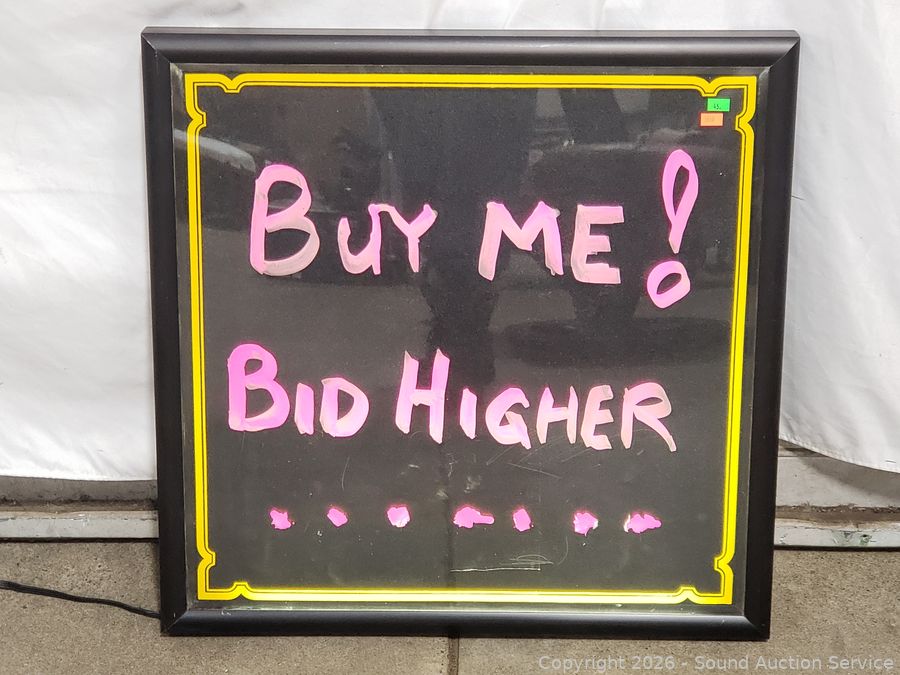 BUY ME!
BID HIGHER
.......
Copyright 2026 - Sound Auction Service